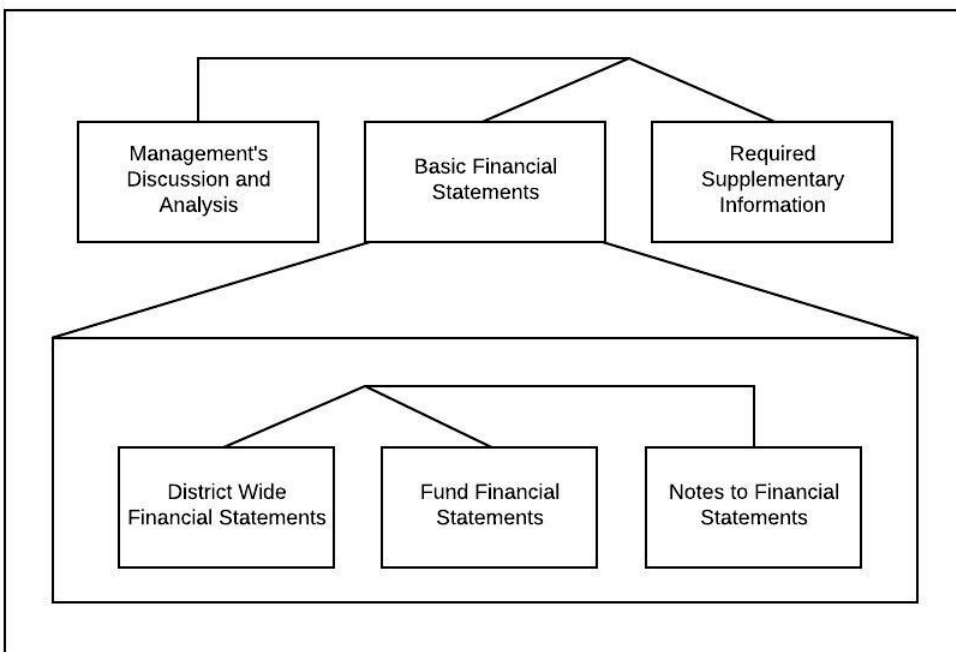 Management's
Discussion and
Analysis
Basic Financial
Statements
Required
Supplementary
Information
District Wide
Financial Statements
Fund Financial
Statements
Notes to Financial
Statements